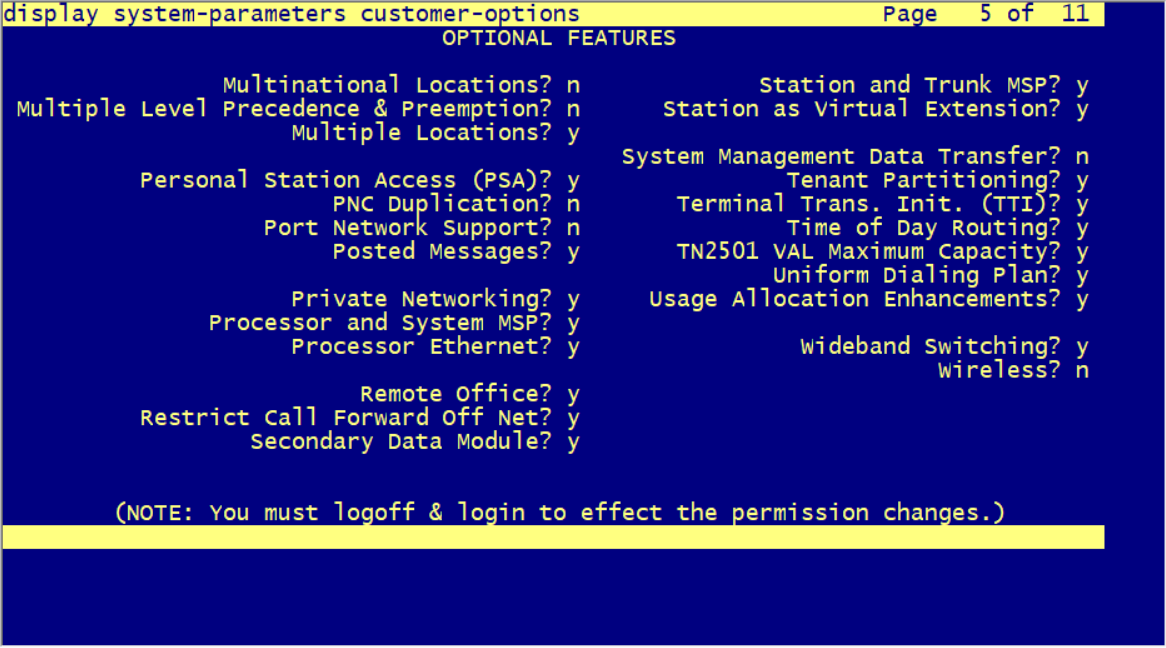 display system-parameters customer-options Page 5 of 11
OPTIONAL FEATURES
Multinational Locations? n Station and Trunk MSP? y
Multiple Level Precedence & Preemption? n Station as Virtual Extension? y
Multiple Locations? y
System Management Data Transfer? n
Personal Station Access (PSA)? y Tenant Partitioning? y
PNC Duplication? n Terminal Trans. Init. (TTI)? y
Port Network Support? n Time of Day Routing? y
Posted Messages? y TN2501 VAL Maximum Capacity? y
Uniform Dialing Plan? y
Private Networking? y Usage Allocation Enhancements? y
Processor and System MSP? y
Processor Ethernet? y Wideband Switching? y
Wireless? n
Remote Office? y
Restrict Call Forward Off Net? y
Secondary Data Module? y
(NOTE: You must logoff & login to effect the permission changes.)